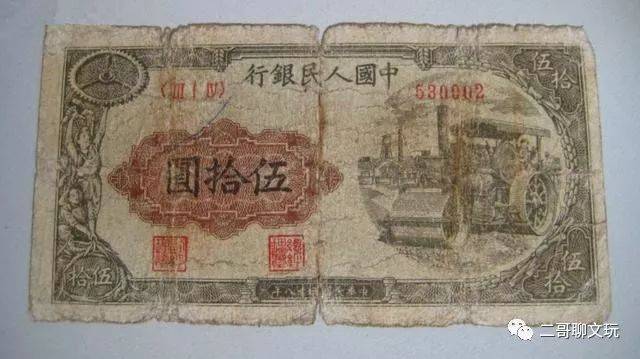 行銀民人國中
(III I IV)
530002
圓拾伍
伍拾
拾伍
伍拾
二哥聊文玩